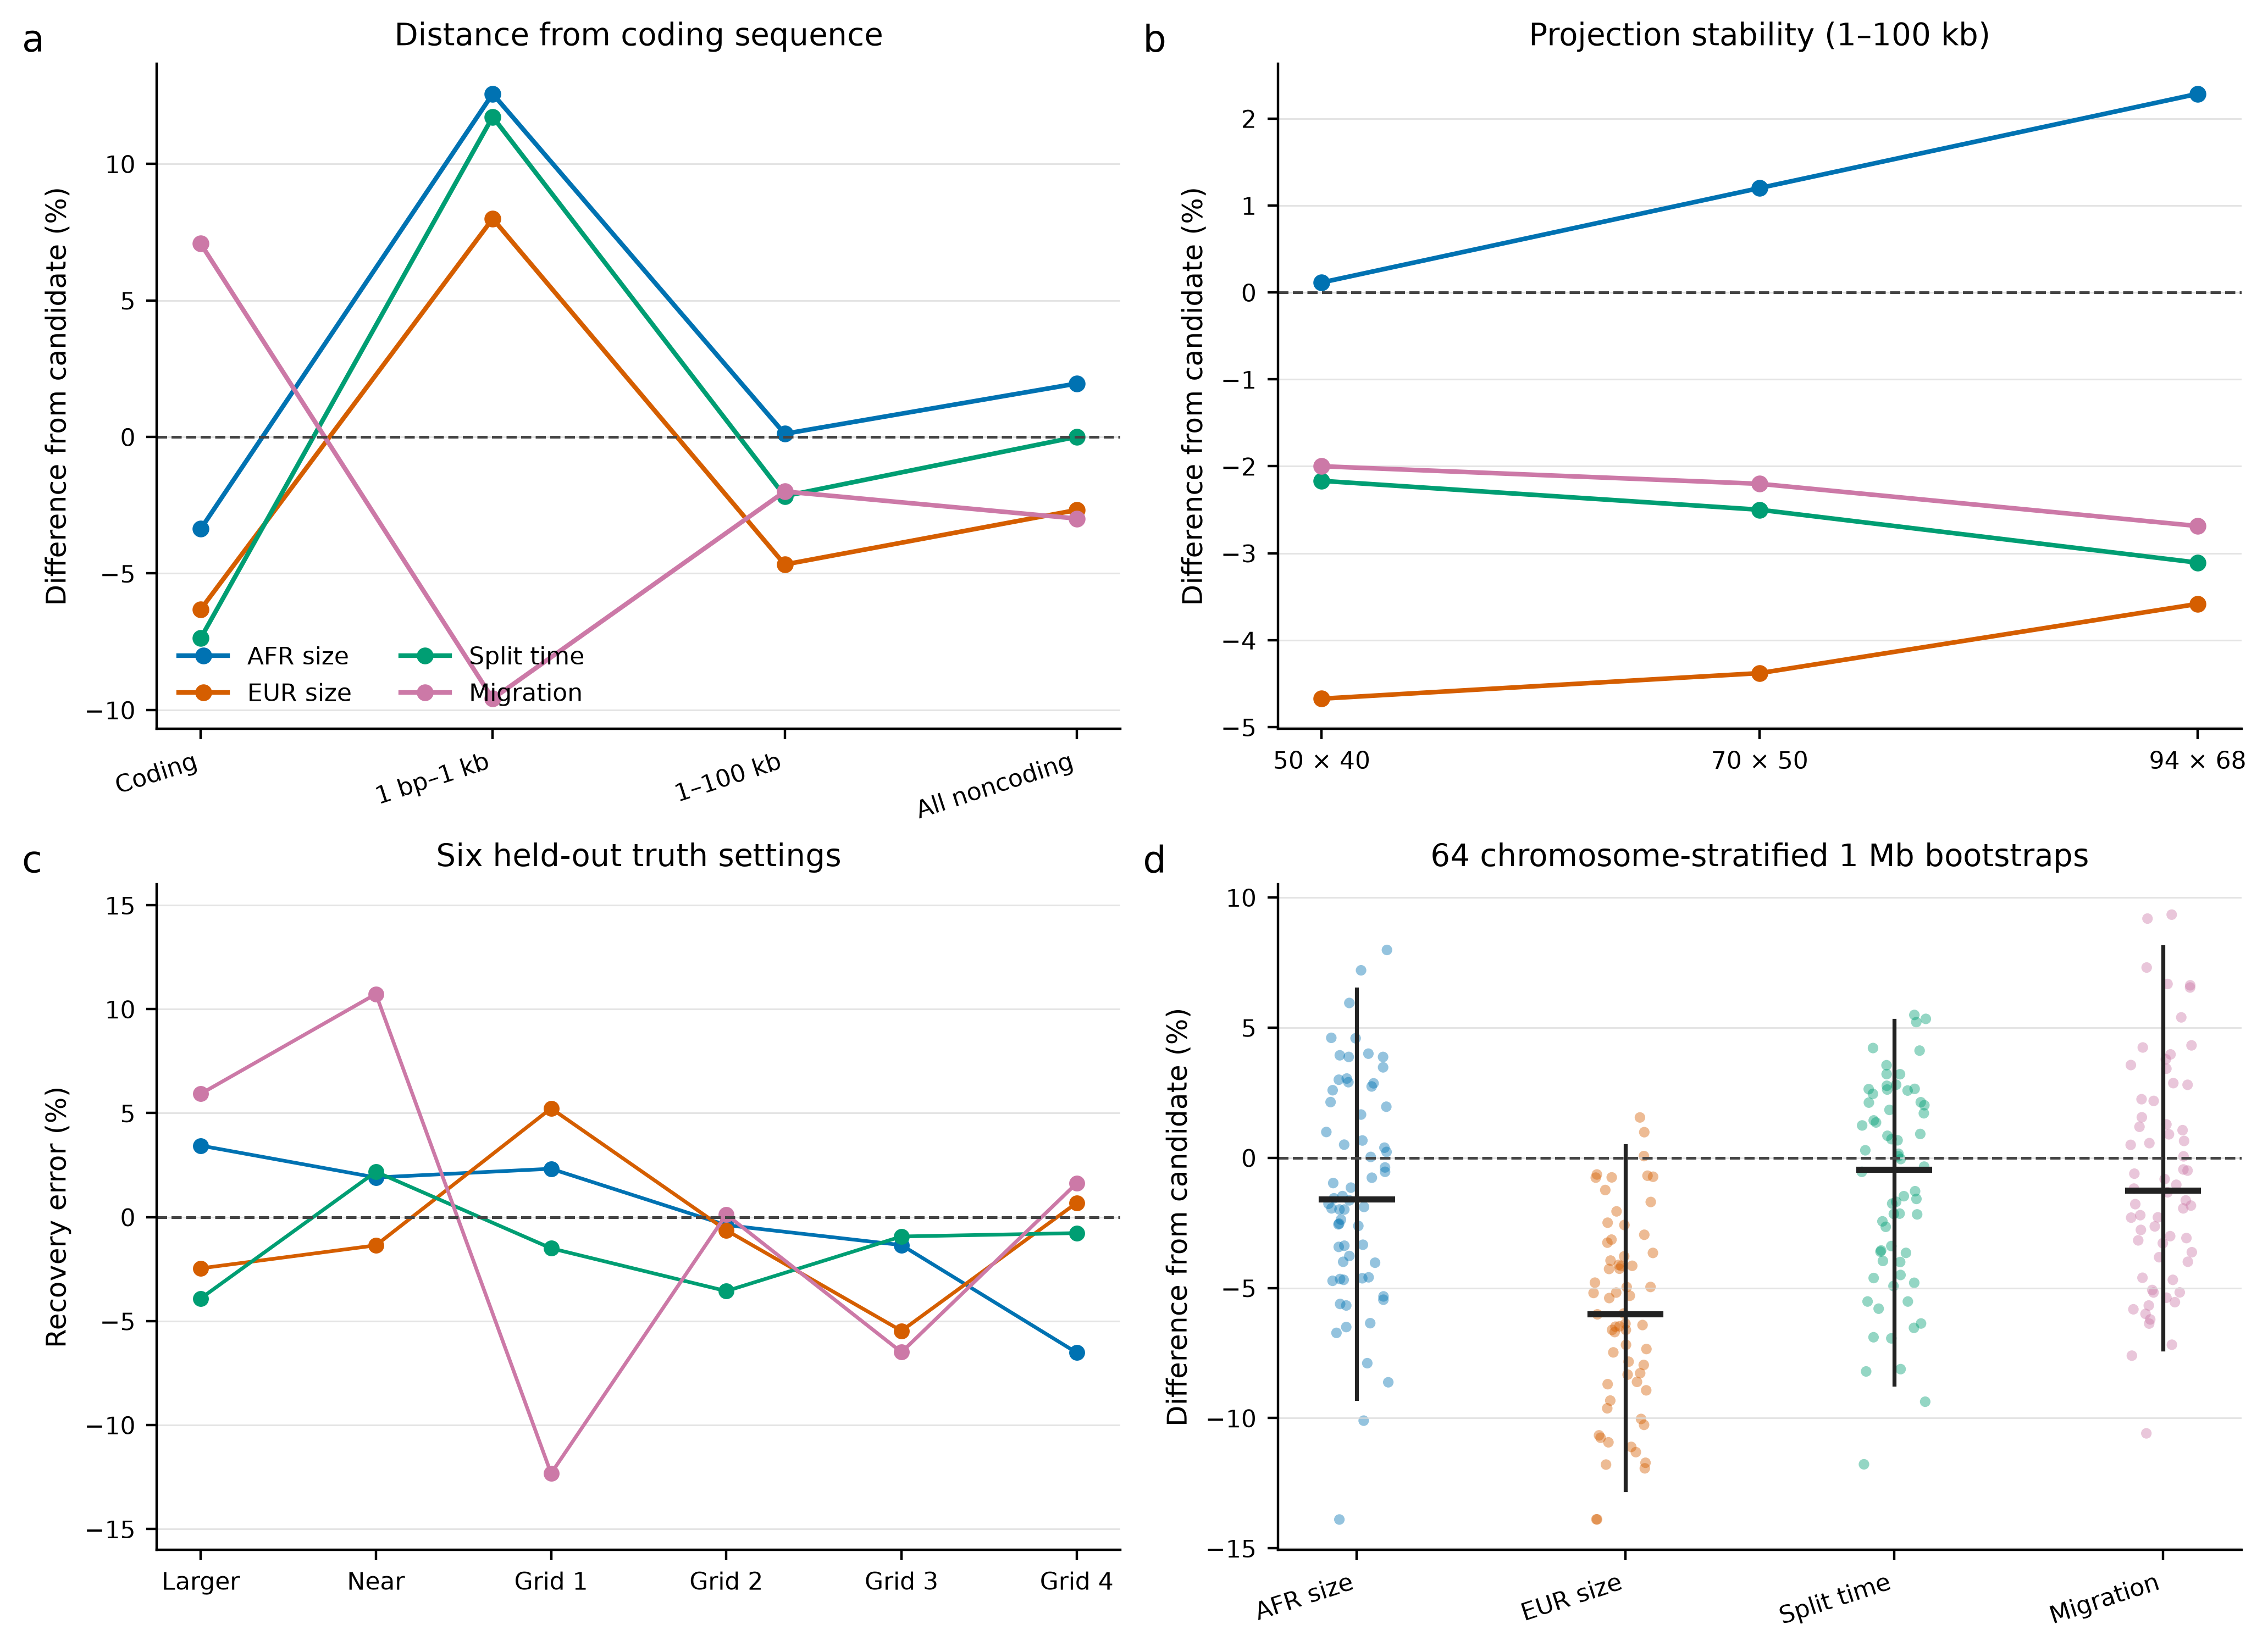 a
Distance from coding sequence
Difference from candidate (%)
10
5
0
−5
−10
AFR size
EUR size
Split time
Migration
Coding
1 bp–1 kb
1–100 kb
All noncoding
b
Projection stability (1–100 kb)
Difference from candidate (%)
2
1
0
−1
−2
−3
−4
−5
50 × 40
70 × 50
94 × 68
c
Six held-out truth settings
Recovery error (%)
15
10
5
0
−5
−10
−15
Larger
Near
Grid 1
Grid 2
Grid 3
Grid 4
d
64 chromosome-stratified 1 Mb bootstraps
Difference from candidate (%)
10
5
0
−5
−10
−15
AFR size
EUR size
Split time
Migration